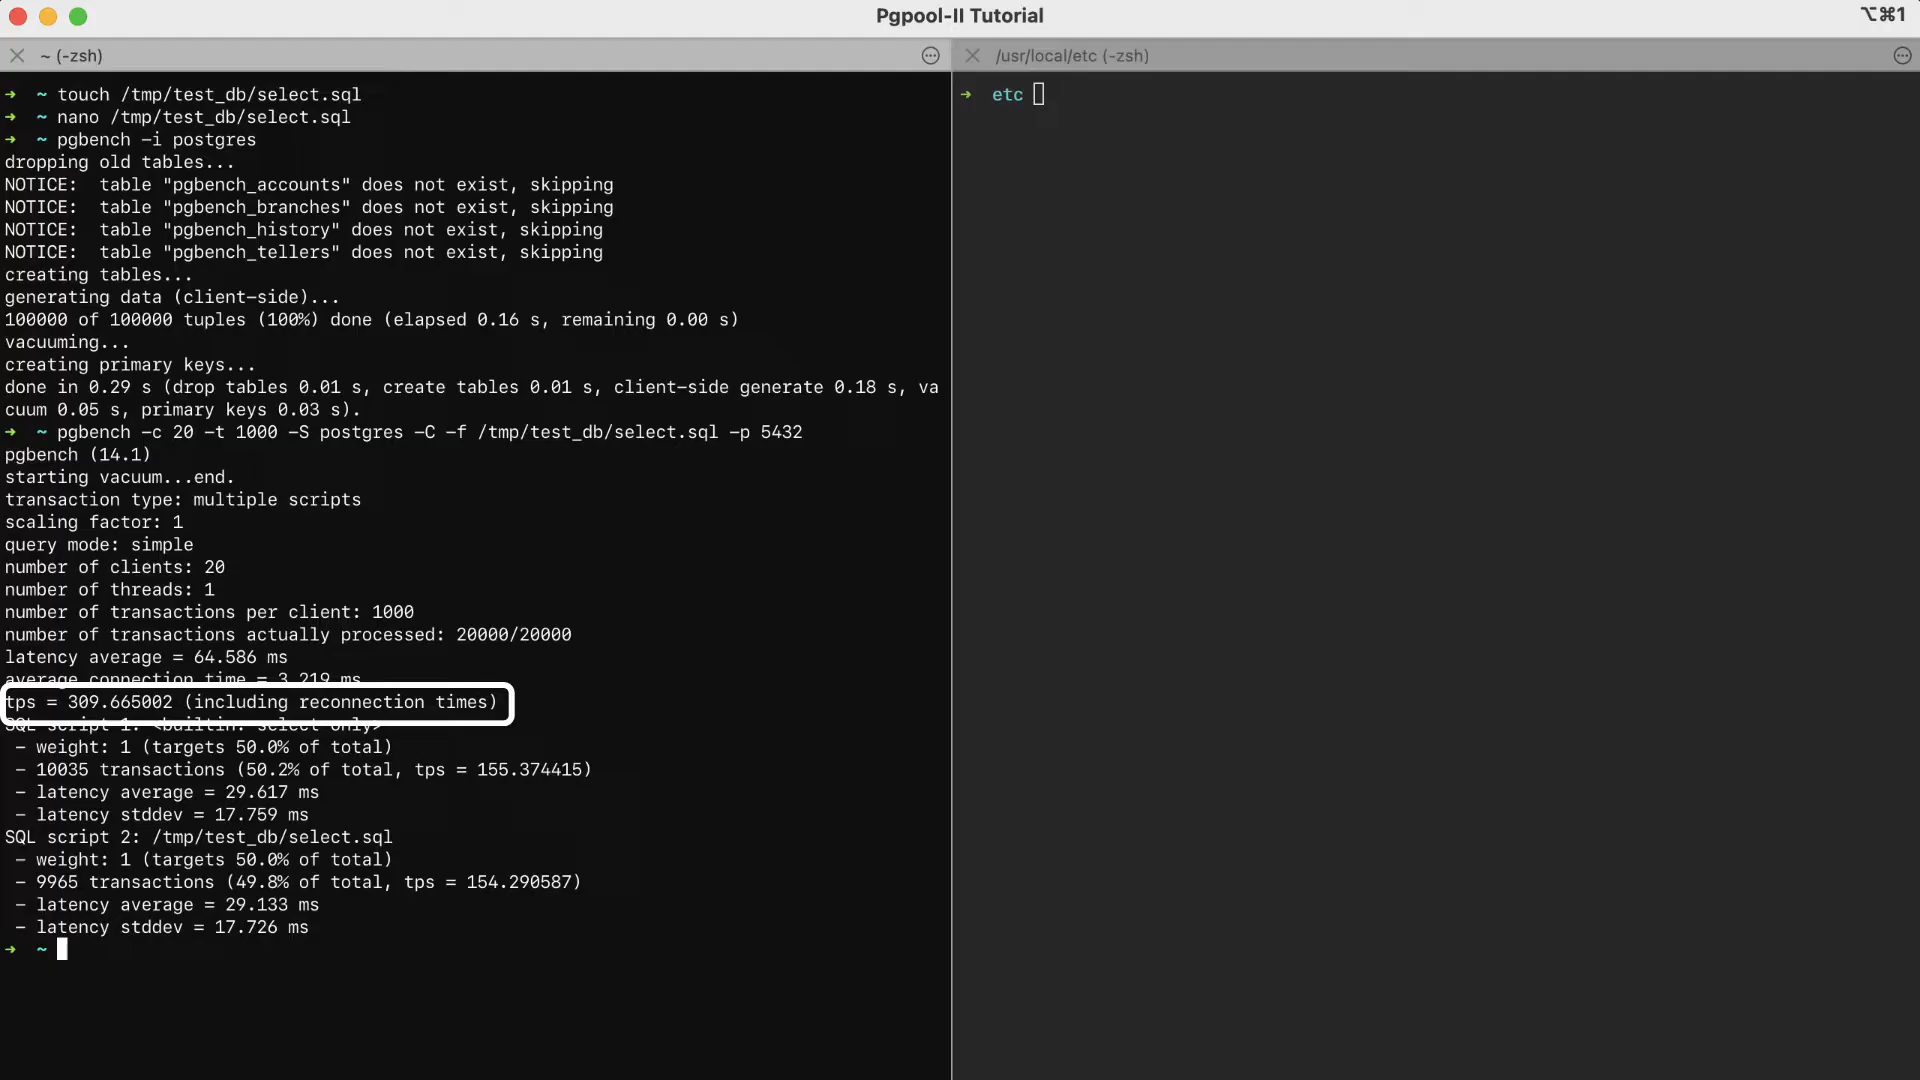 Pgpool-II Tutorial
⌥⌘1
~ (-zsh)
/usr/local/etc (-zsh)
➜ ~ touch /tmp/test_db/select.sql
➜ ~ nano /tmp/test_db/select.sql
➜ ~ pgbench -i postgres
dropping old tables...
NOTICE:  table "pgbench_accounts" does not exist, skipping
NOTICE:  table "pgbench_branches" does not exist, skipping
NOTICE:  table "pgbench_history" does not exist, skipping
NOTICE:  table "pgbench_tellers" does not exist, skipping
creating tables...
generating data (client-side)...
100000 of 100000 tuples (100%) done (elapsed 0.16 s, remaining 0.00 s)
vacuuming...
creating primary keys...
done in 0.29 s (drop tables 0.01 s, create tables 0.01 s, client-side generate 0.18 s, va
cuum 0.05 s, primary keys 0.03 s).
➜ ~ pgbench -c 20 -t 1000 -S postgres -C -f /tmp/test_db/select.sql -p 5432
pgbench (14.1)
starting vacuum...end.
transaction type: multiple scripts
scaling factor: 1
query mode: simple
number of clients: 20
number of threads: 1
number of transactions per client: 1000
number of transactions actually processed: 20000/20000
latency average = 64.586 ms
average connection time = 3.219 ms
tps = 309.665002 (including reconnection times)
SQL script 1: <builtin: select only>
- weight: 1 (targets 50.0% of total)
- 10035 transactions (50.2% of total, tps = 155.374415)
- latency average = 29.617 ms
- latency stddev = 17.759 ms
SQL script 2: /tmp/test_db/select.sql
- weight: 1 (targets 50.0% of total)
- 9965 transactions (49.8% of total, tps = 154.290587)
- latency average = 29.133 ms
- latency stddev = 17.726 ms
➜ ~
➜ etc